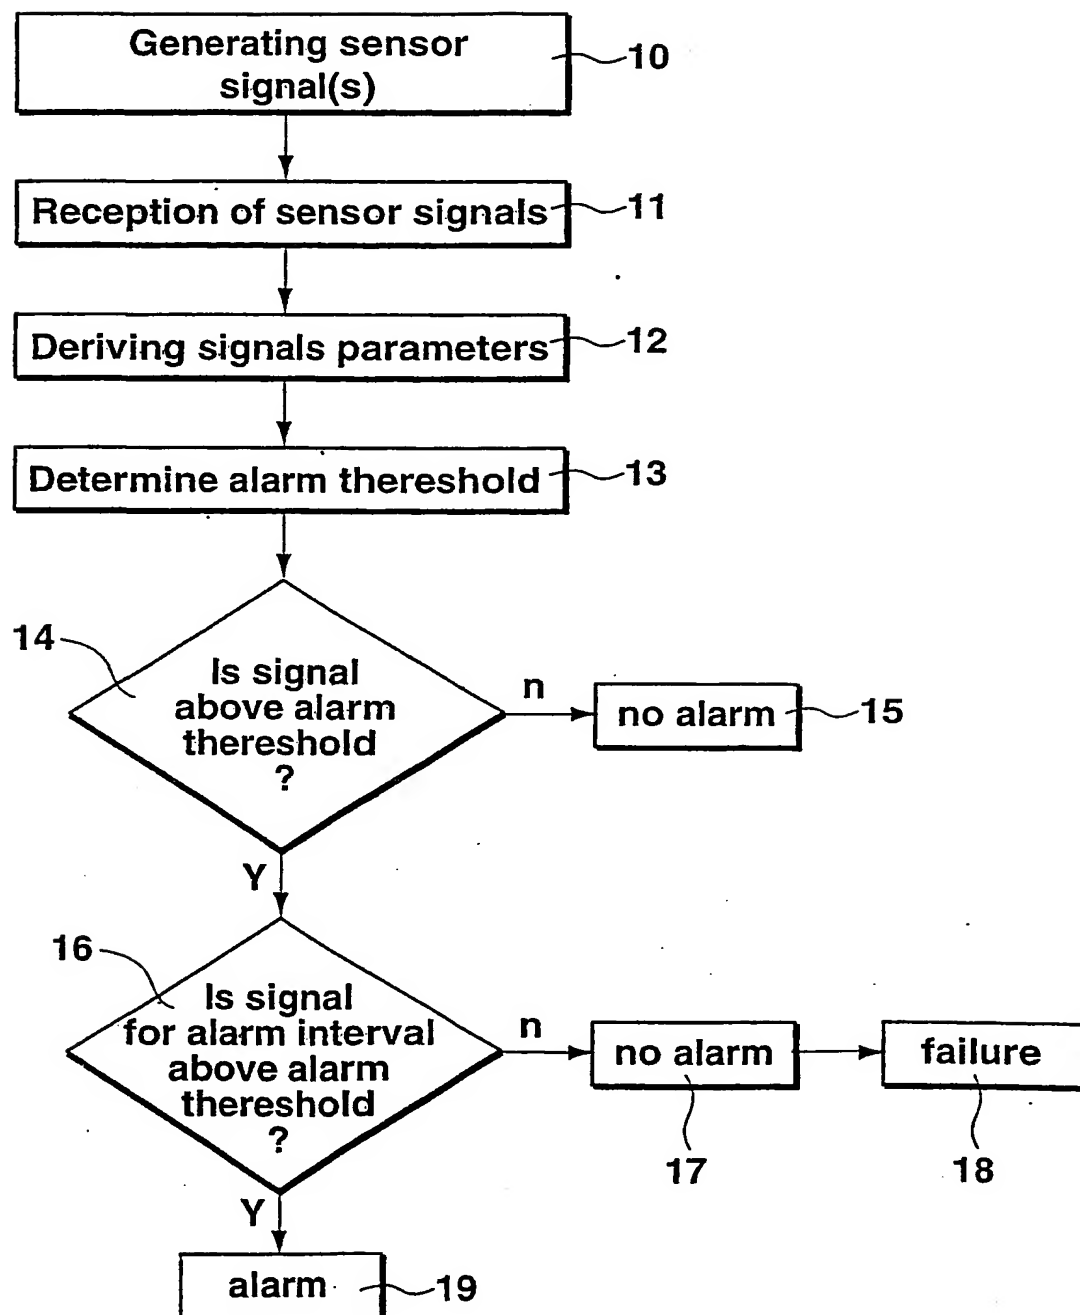 Generating sensor
signal(s)
10
Reception of sensor signals
11
Deriving signals parameters
12
Determine alarm thereshold
13
14
Is signal
above alarm
thereshold
?
n
no alarm
15
Y
16
Is signal
for alarm interval
above alarm
thereshold
?
n
no alarm
17
failure
18
Y
alarm
19